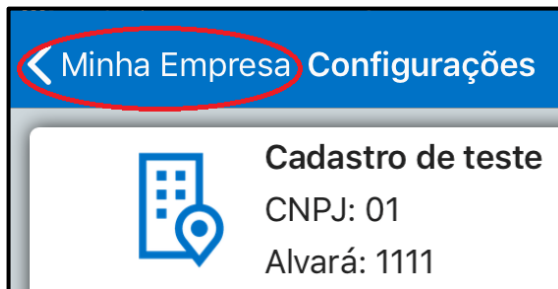 Minha Empresa Configurações
Cadastro de teste
CNPJ: 01
Alvará: 1111